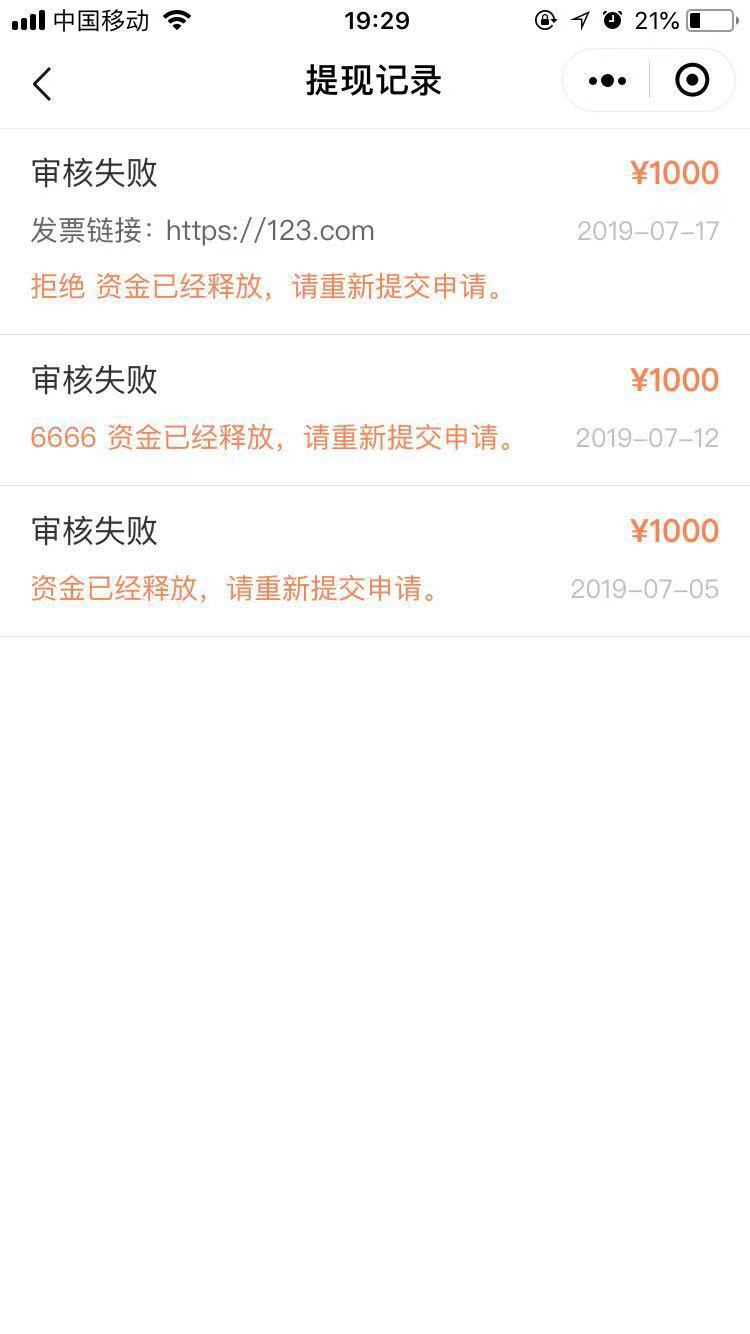 中国移动 19:29 21%
提现记录
审核失败 ¥1000
发票链接：https://123.com 2019-07-17
拒绝 资金已经释放，请重新提交申请。
审核失败 ¥1000
6666 资金已经释放，请重新提交申请。 2019-07-12
审核失败 ¥1000
资金已经释放，请重新提交申请。 2019-07-05